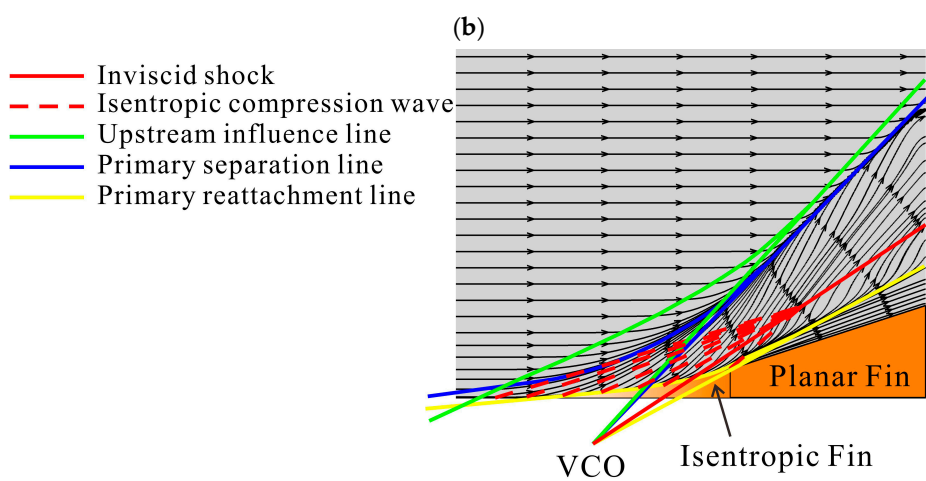 (b)
Inviscid shock
Isentropic compression wave
Upstream influence line
Primary separation line
Primary reattachment line
Planar Fin
Isentropic Fin
VCO